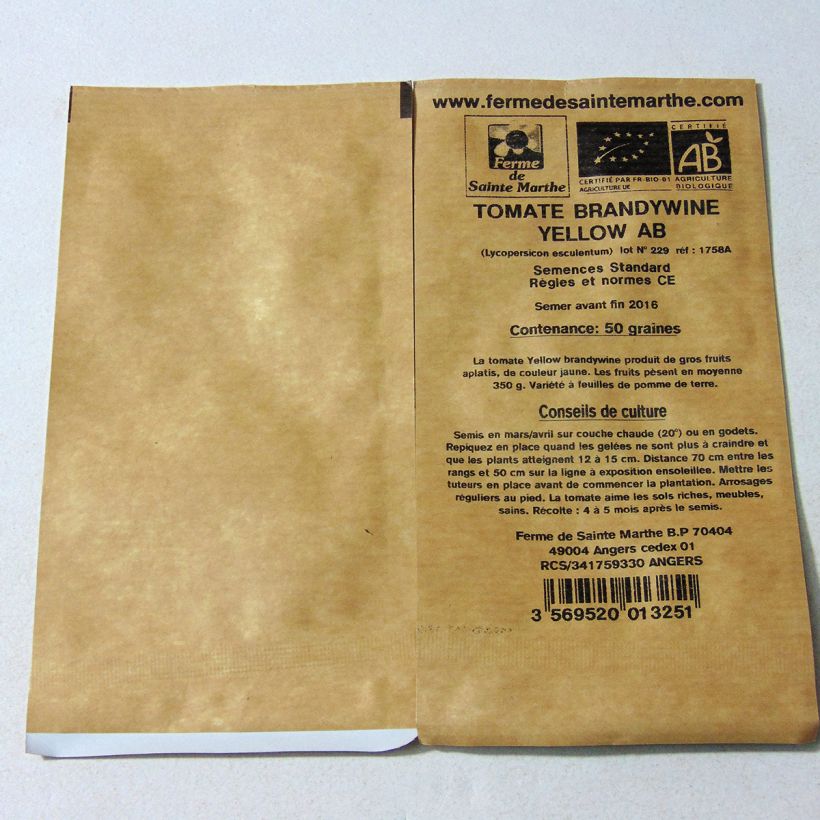 www.fermedesaintemarthe.com
Ferme
de
Sainte Marthe
CERTIFIÉ PAR FR-BIO-01
AGRICULTURE UE
CERTIFIÉ
AB
AGRICULTURE
BIOLOGIQUE
TOMATE BRANDYWINE
YELLOW AB
(Lycopersicon esculentum) lot N° 229 réf : 1758A
Semences Standard
Règles et normes CE
Semer avant fin 2016
Contenance: 50 graines
La tomate Yellow brandywine produit de gros fruits
aplatis, de couleur jaune. Les fruits pèsent en moyenne
350 g. Variété à feuilles de pomme de terre.
Conseils de culture
Semis en mars/avril sur couche chaude (20°) ou en godets.
Repiquez en place quand les gelées ne sont plus à craindre et
que les plants atteignent 12 à 15 cm. Distance 70 cm entre les
rangs et 50 cm sur la ligne à exposition ensoleillee. Mettre les
tuteurs en place avant de commencer la plantation. Arrosages
réguliers au pied. La tomate aime les sols riches, meubles,
sains. Récolte : 4 à 5 mois après le semis.
Ferme de Sainte Marthe B.P 70404
49004 Angers cedex 01
RCS/341759330 ANGERS
3 569520 013251